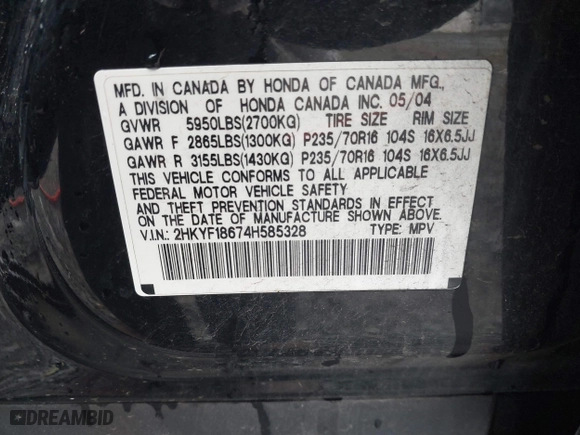 MFD. IN CANADA BY HONDA OF CANADA MFG.,
A DIVISION OF HONDA CANADA INC. 05/04
GVWR 5950LBS(2700KG) TIRE SIZE RIM SIZE
GAWR F 2865LBS(1300KG) P235/70R16 104S 16X6.5JJ
GAWR R 3155LBS(1430KG) P235/70R16 104S 16X6.5JJ
THIS VEHICLE CONFORMS TO ALL APPLICABLE
FEDERAL MOTOR VEHICLE SAFETY
AND THEFT PREVENTION STANDARDS IN EFFECT
ON THE DATE OF MANUFACTURE SHOWN ABOVE.
V.I.N.: 2HKYF18674H585328 TYPE: MPV
DREAMBID